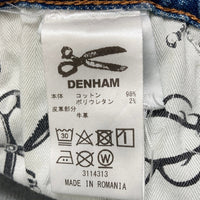 DENHAM
本体 コットン 98%
ポリウレタン 2%
皮革部分
牛革
30
3114313
MADE IN ROMANIA